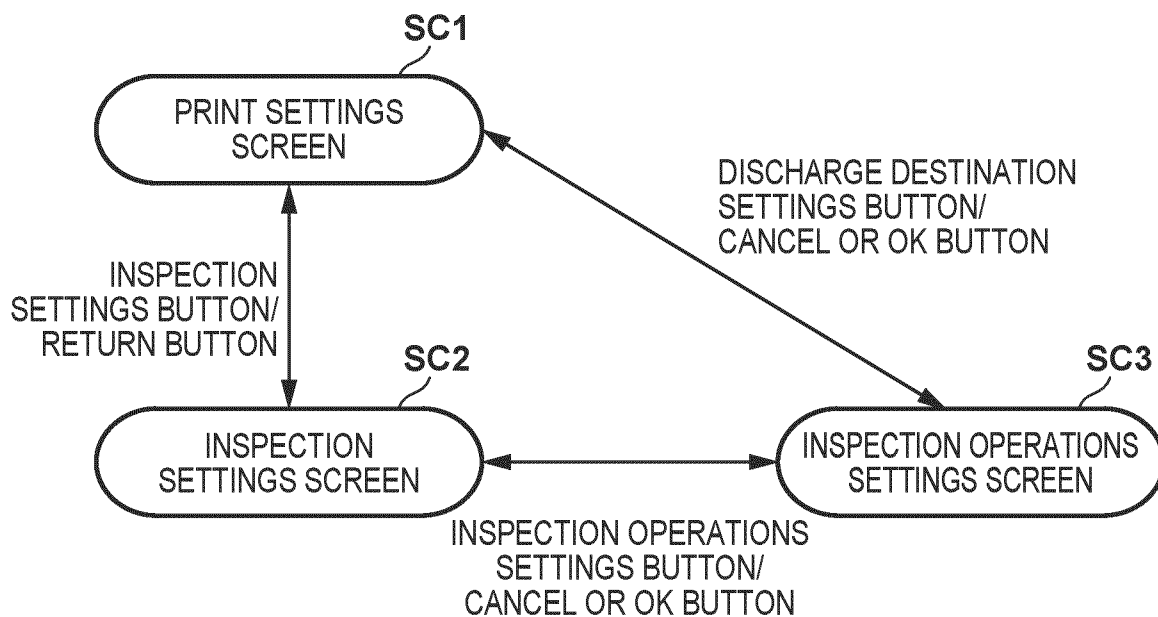 SC1
PRINT SETTINGS
SCREEN
DISCHARGE DESTINATION
SETTINGS BUTTON/
CANCEL OR OK BUTTON
INSPECTION
SETTINGS BUTTON/
RETURN BUTTON
SC2
INSPECTION
SETTINGS SCREEN
SC3
INSPECTION OPERATIONS
SETTINGS SCREEN
INSPECTION OPERATIONS
SETTINGS BUTTON/
CANCEL OR OK BUTTON